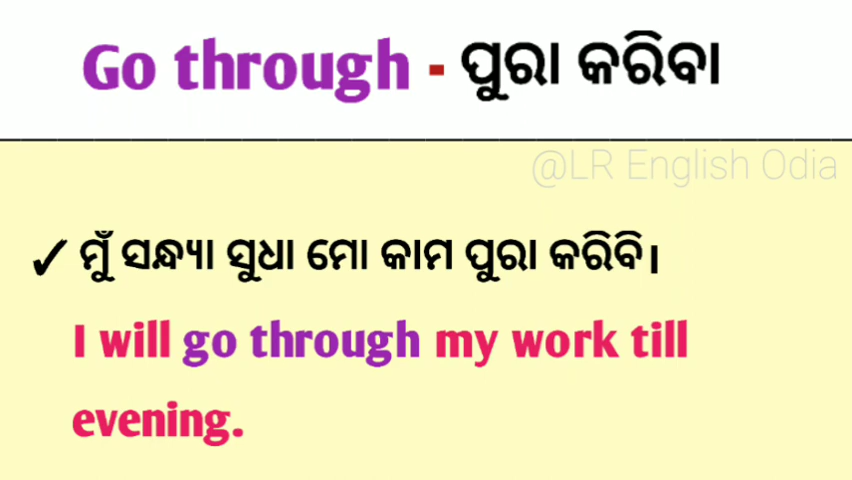 Go through - ପୁରା କରିବା
@LR English Odia
✓ ମୁଁ ସନ୍ଧ୍ୟା ସୁଧା ମୋ କାମ ପୁରା କରିବି।
I will go through my work till
evening.